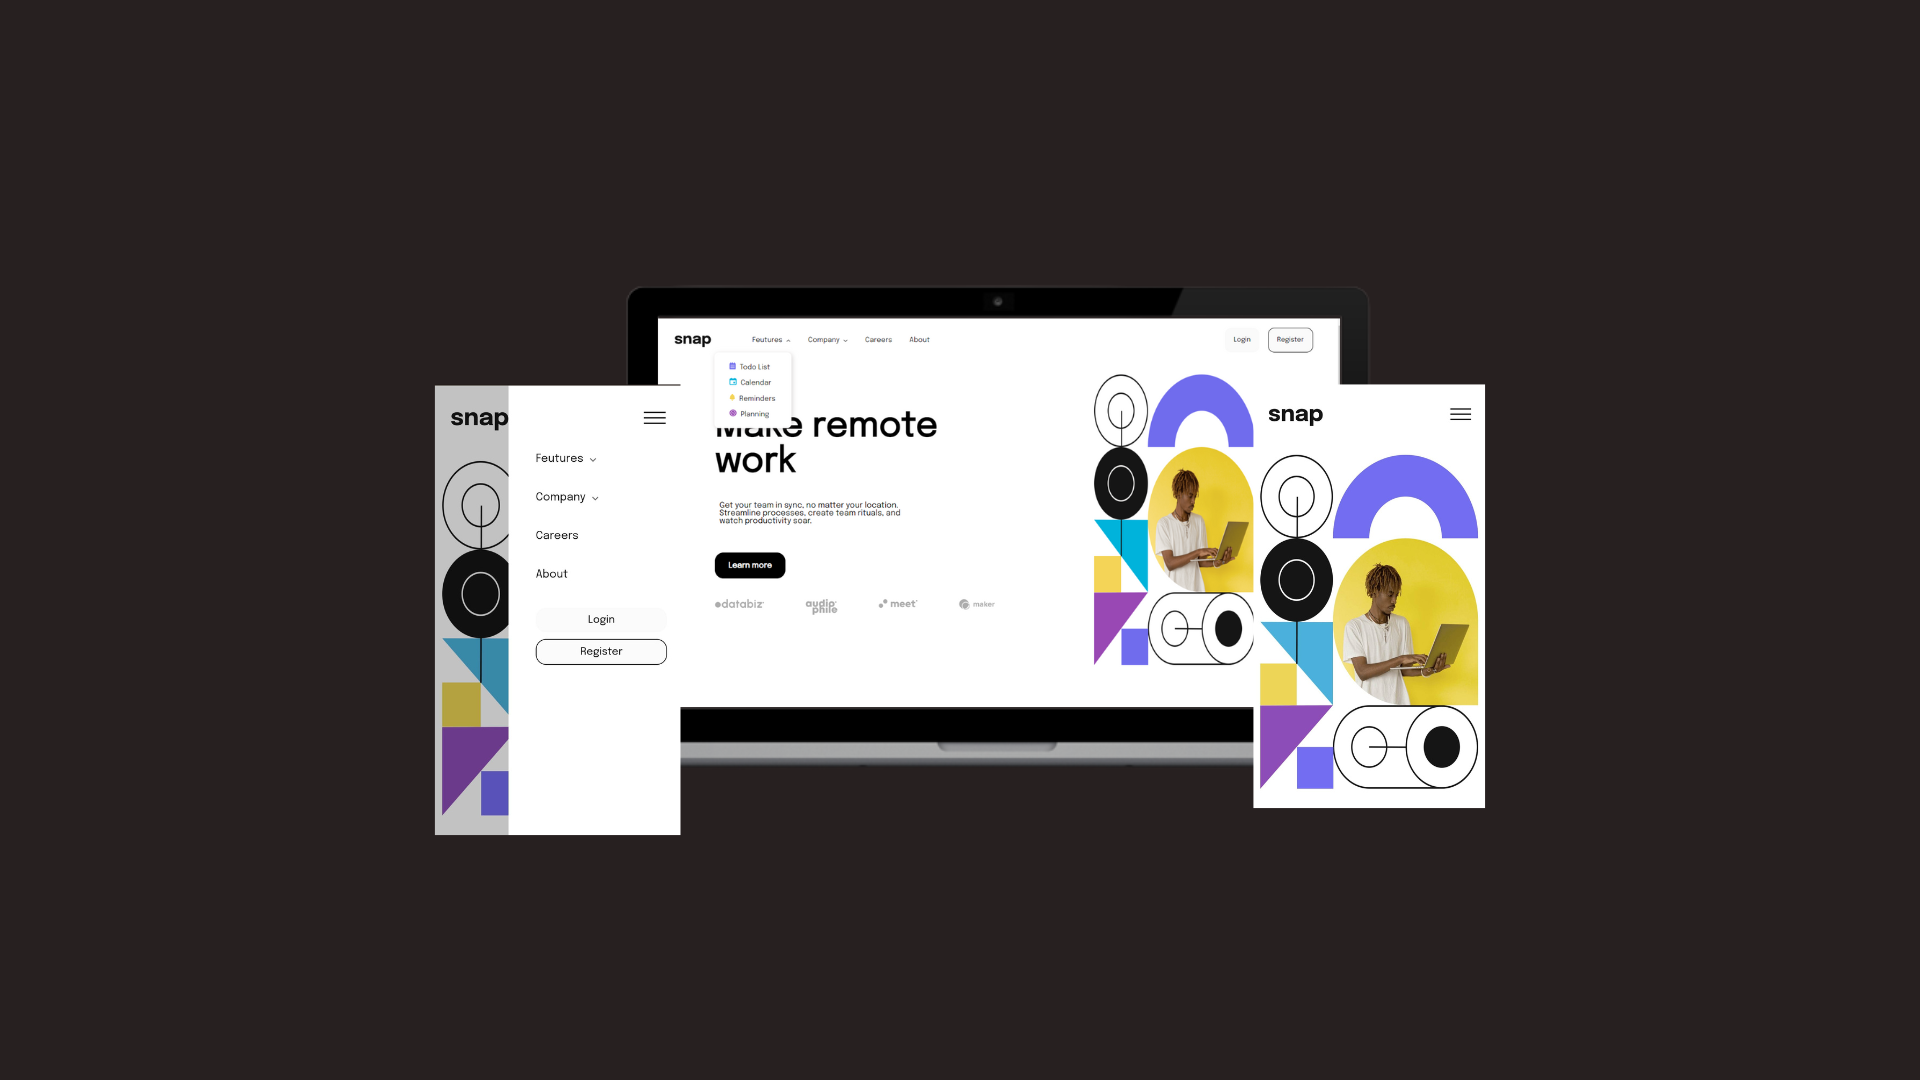 snap
Feutures
Company
Careers
About
Login
Register
Todo List
Calendar
Reminders
Planning
Make remote
work
Get your team in sync, no matter your location.
Streamline processes, create team rituals, and
watch productivity soar.
Learn more
databiz
audio
phile
meet
maker
snap
Feutures
Company
Careers
About
Login
Register
snap